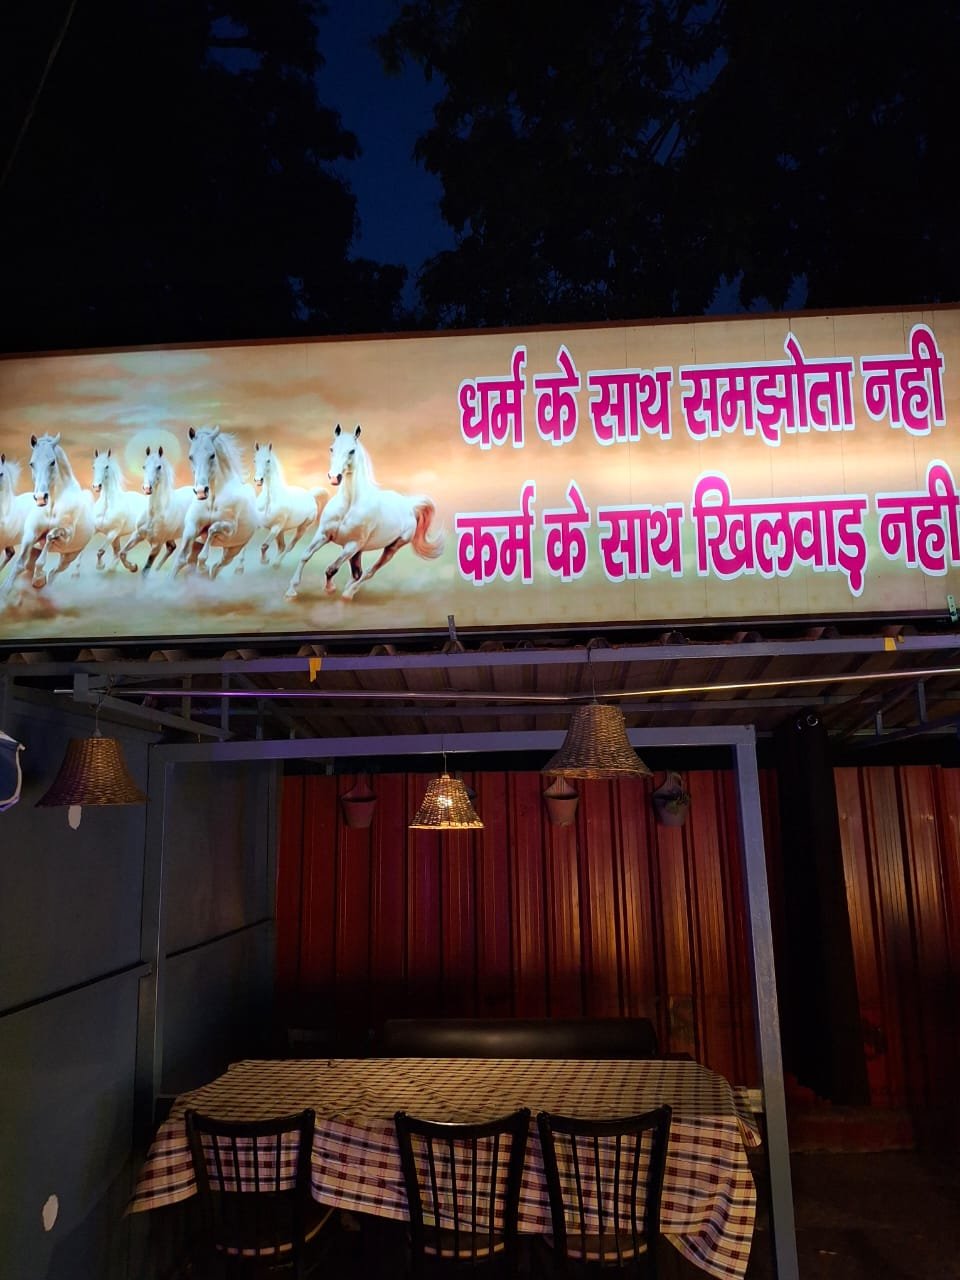 धर्म के साथ समझोता नही
कर्म के साथ खिलवाड़ नही